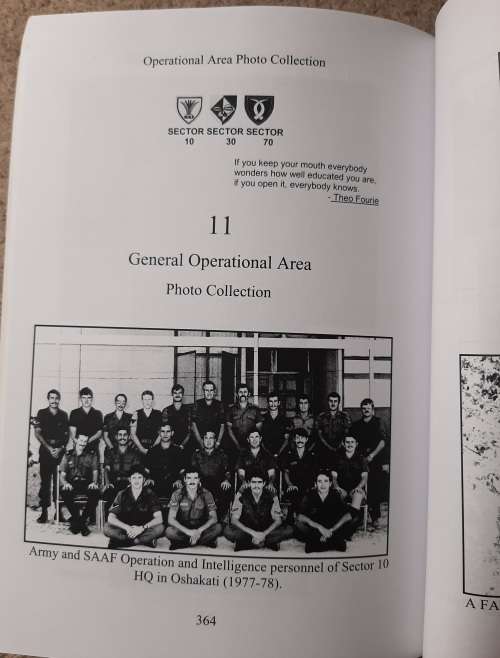 Operational Area Photo Collection
SECTOR SECTOR SECTOR
10 30 70
If you keep your mouth everybody
wonders how well educated you are,
if you open it, everybody knows.
- Theo Fourie
11
General Operational Area
Photo Collection
Army and SAAF Operation and Intelligence personnel of Sector 10
HQ in Oshakati (1977-78).
364
A FA